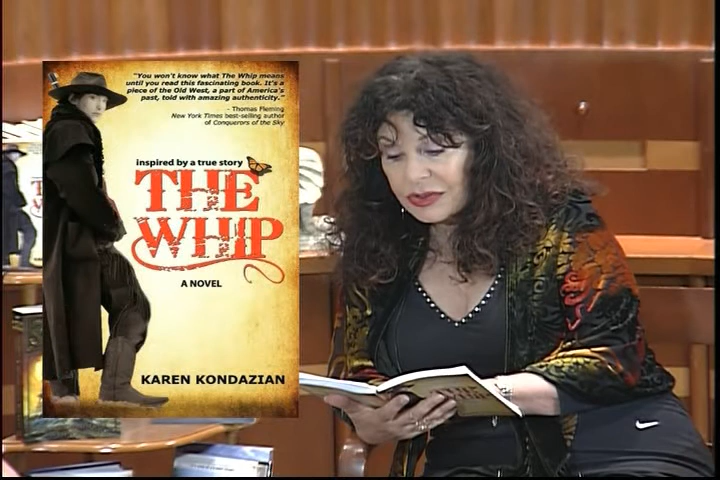 "You won't know what The Whip means
until you read this fascinating book. It's a
piece of the Old West, a part of America's
past, told with amazing authenticity."
- Thomas Fleming
New York Times best-selling author
of Conquerors of the Sky
inspired by a true story
THE
WHIP
A NOVEL
KAREN KONDAZIAN